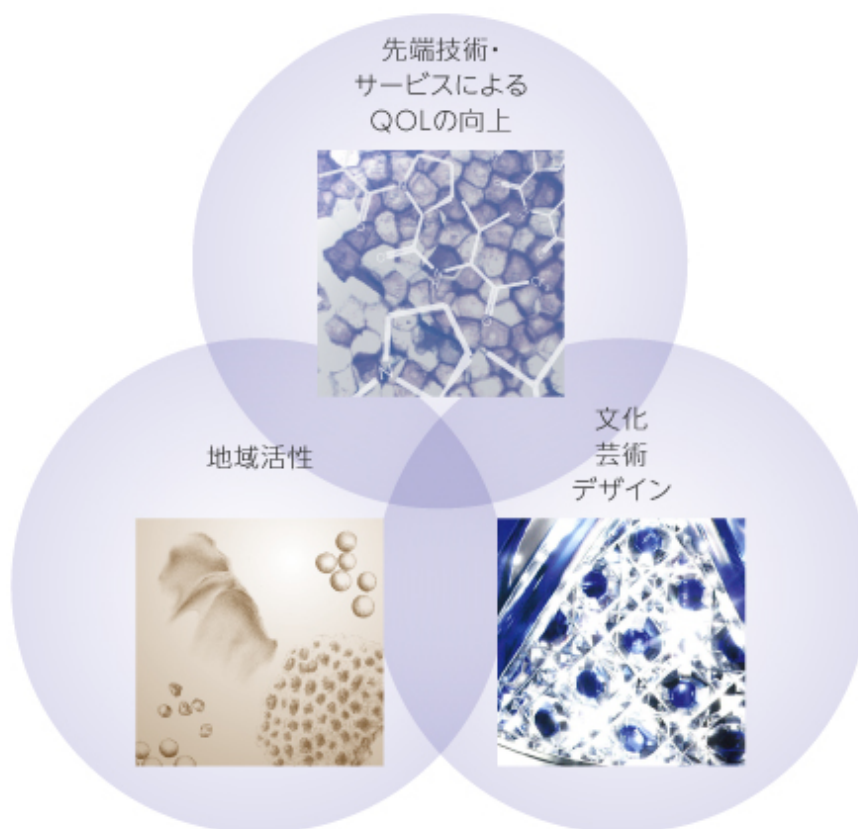 先端技術・
サービスによる
QOLの向上
地域活性
文化
芸術
デザイン
N